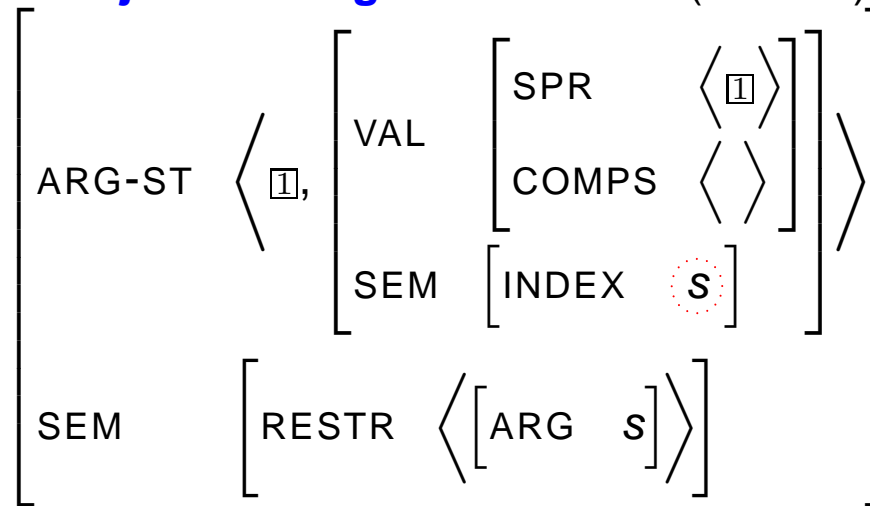 SPR ⟨ 1 ⟩
VAL
ARG-ST ⟨ 1 , COMPS ⟨ ⟩ ⟩
SEM [ INDEX s ]
SEM [ RESTR ⟨ [ ARG s ] ⟩ ]